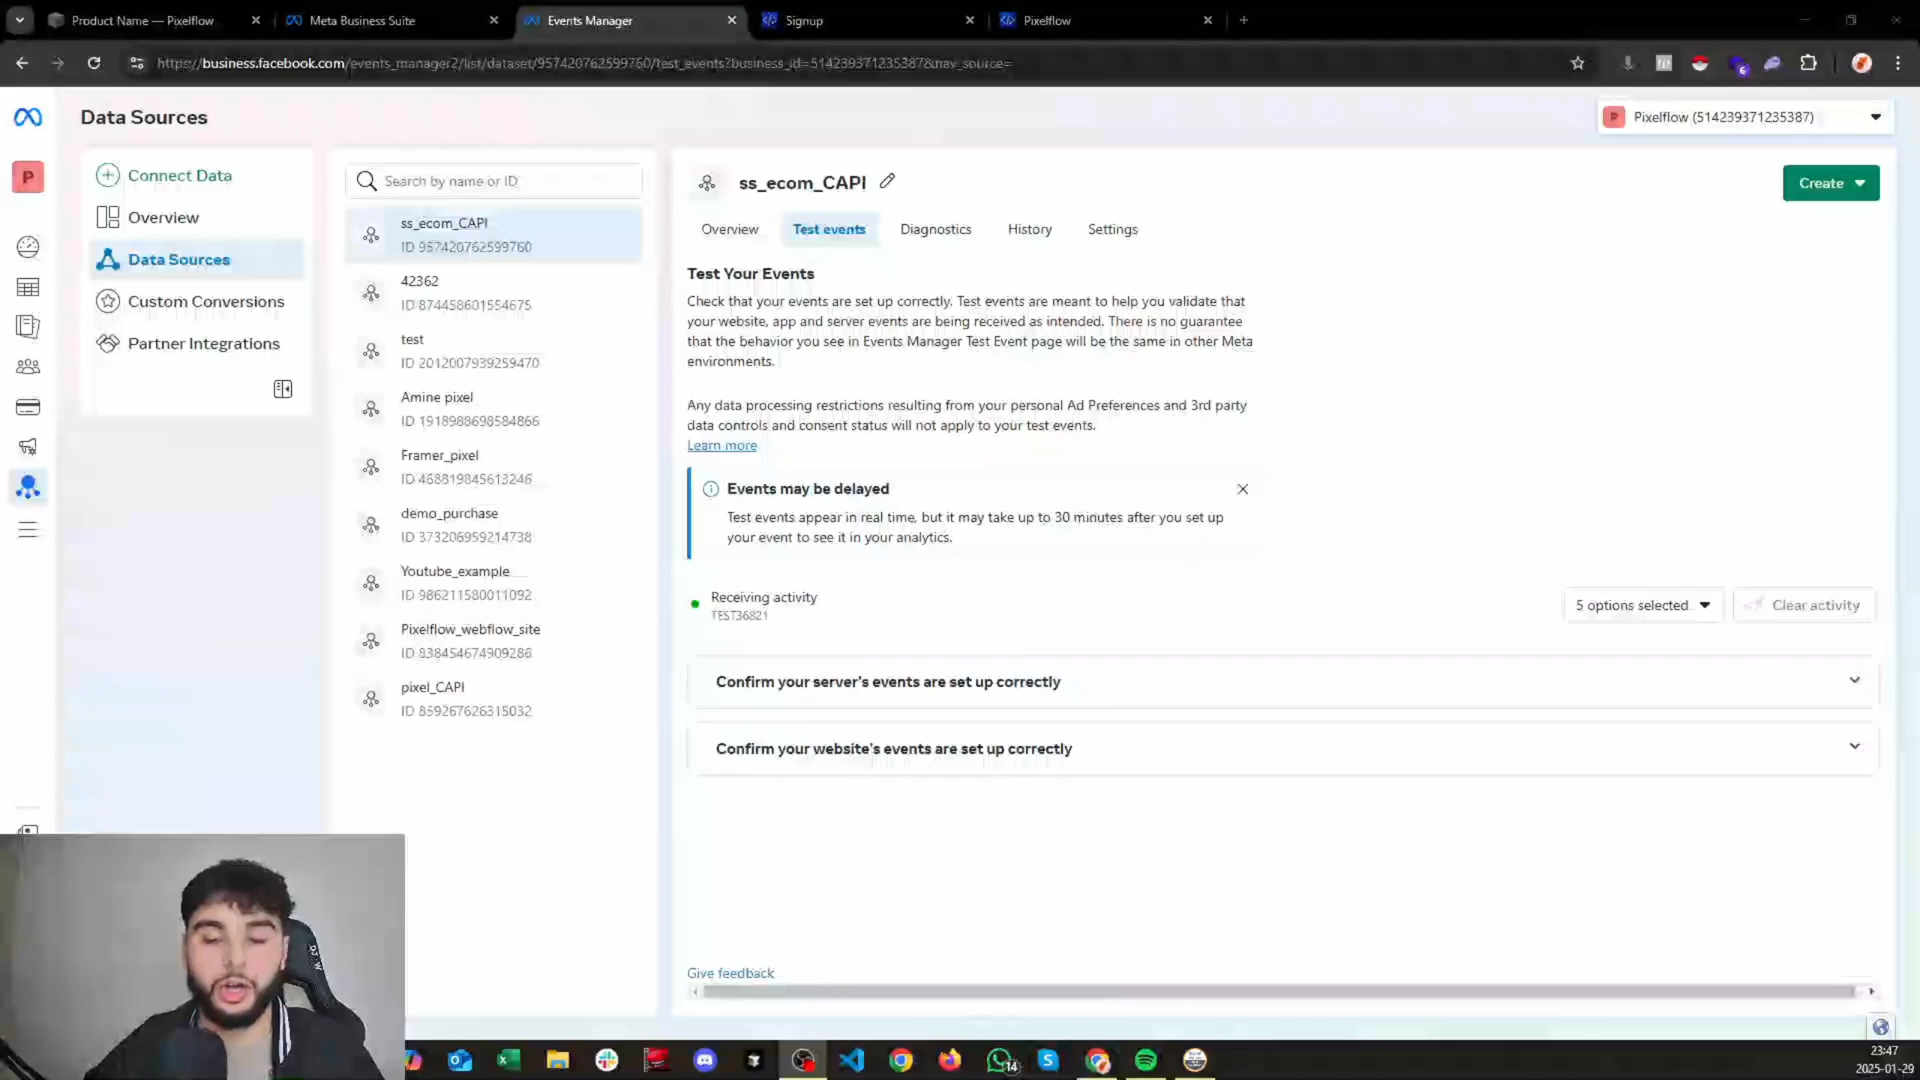 Product Name — Pixelflow
Meta Business Suite
Events Manager
Signup
Pixelflow
https://business.facebook.com/events_manager2/list/dataset/957420762599760/test_events?business_id=514239371235387&nav_source=
Data Sources
P Pixelflow (514239371235387)
P
Connect Data
Overview
Data Sources
Custom Conversions
Partner Integrations
Search by name or ID
ss_ecom_CAPI
ID 957420762599760
42362
ID 874458601554675
test
ID 2012007939259470
Amine pixel
ID 1918988698584866
Framer_pixel
ID 468819845613246
demo_purchase
ID 373206959214738
Youtube_example
ID 986211580011092
Pixelflow_webflow_site
ID 838454674909286
pixel_CAPI
ID 859267626315032
ss_ecom_CAPI
Create
Overview
Test events
Diagnostics
History
Settings
Test Your Events
Check that your events are set up correctly. Test events are meant to help you validate that
your website, app and server events are being received as intended. There is no guarantee
that the behavior you see in Events Manager Test Event page will be the same in other Meta
environments.
Any data processing restrictions resulting from your personal Ad Preferences and 3rd party
data controls and consent status will not apply to your test events.
Learn more
Events may be delayed
Test events appear in real time, but it may take up to 30 minutes after you set up
your event to see it in your analytics.
Receiving activity
TEST36821
5 options selected
Clear activity
Confirm your server's events are set up correctly
Confirm your website's events are set up correctly
Give feedback
14
23:47
2025-01-29